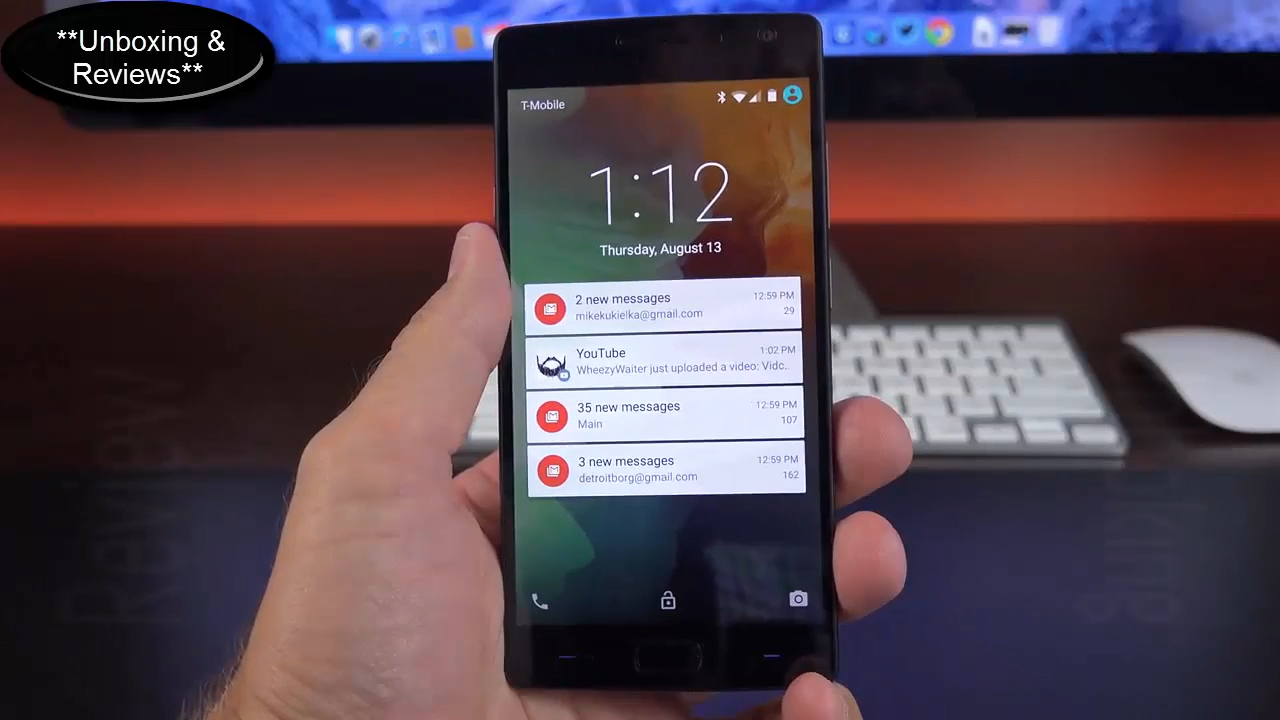 **Unboxing &
Reviews**
T-Mobile
1:12
Thursday, August 13
2 new messages 12:59 PM
mikekukielka@gmail.com 29
YouTube 1:02 PM
WheezyWaiter just uploaded a video: Vidc..
35 new messages 12:59 PM
Main 107
3 new messages 12:59 PM
detroitborg@gmail.com 162